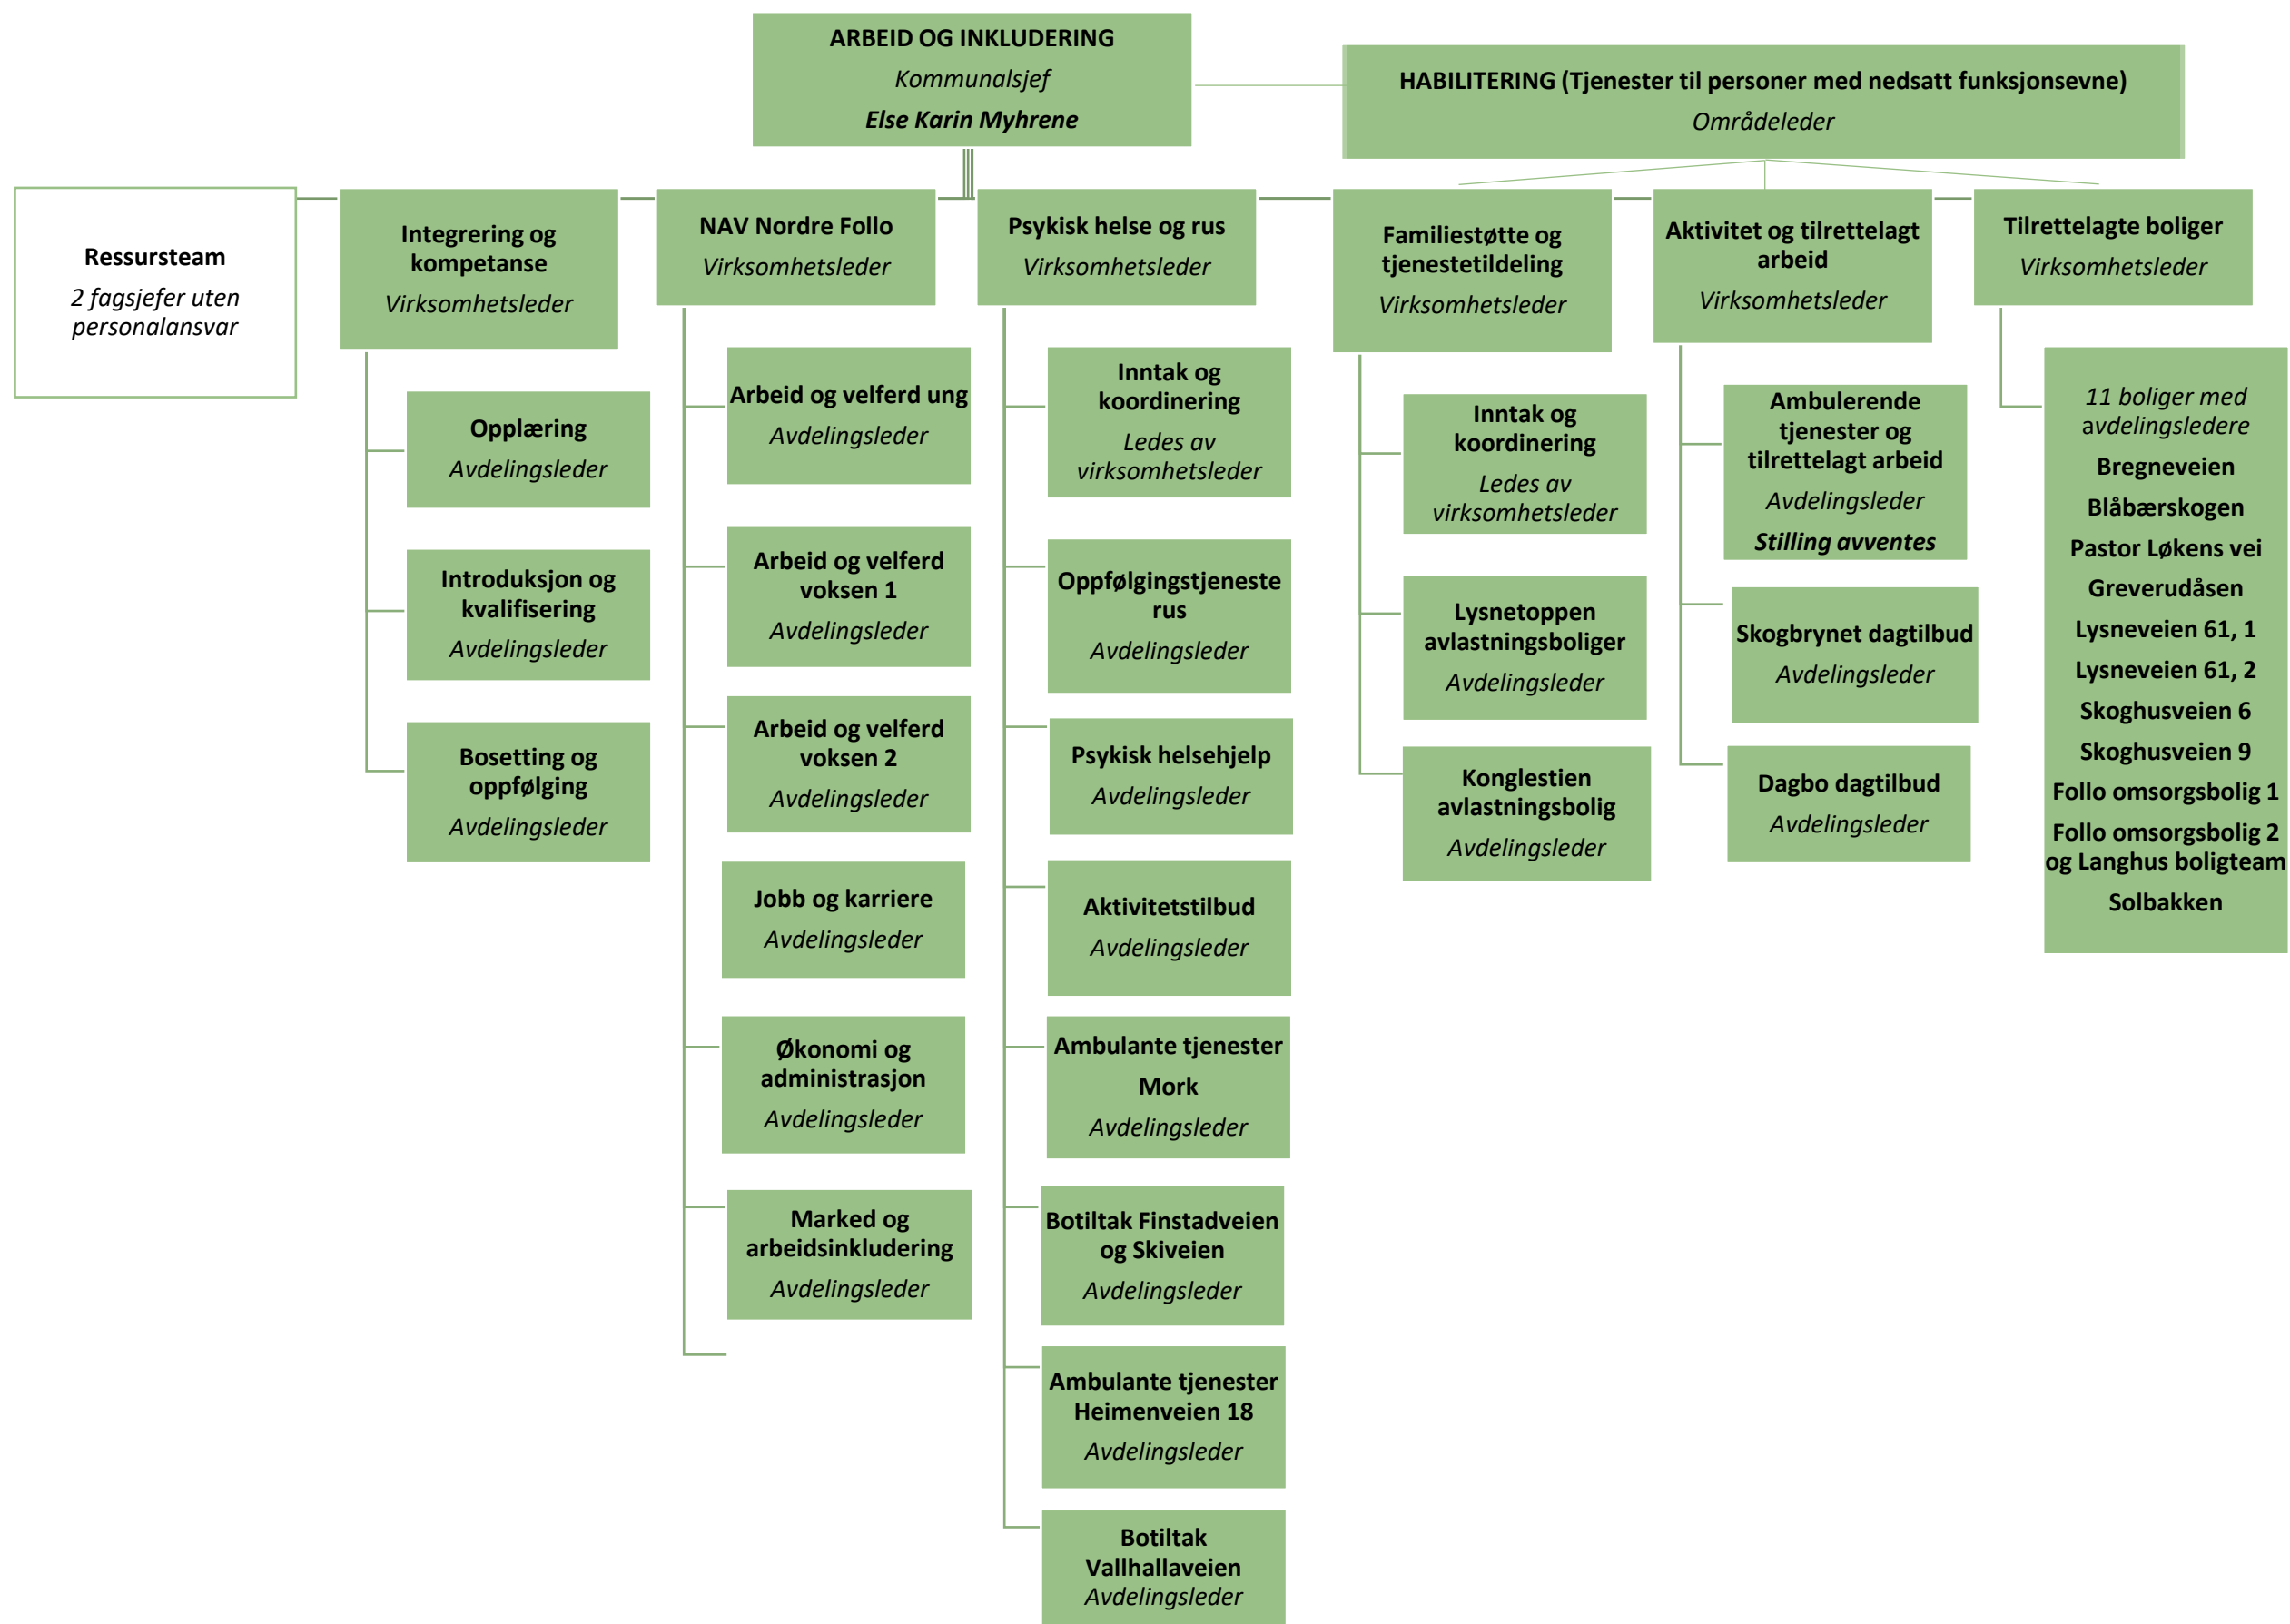 ARBEID OG INKLUDERING
Kommunalsjef
Else Karin Myhrene
HABILITERING (Tjenester til personer med nedsatt funksjonsevne)
Områdeleder
Ressursteam
2 fagsjefer uten
personalansvar
Integrering og
kompetanse
Virksomhetsleder
Opplæring
Avdelingsleder
Introduksjon og
kvalifisering
Avdelingsleder
Bosetting og
oppfølging
Avdelingsleder
NAV Nordre Follo
Virksomhetsleder
Arbeid og velferd ung
Avdelingsleder
Arbeid og velferd
voksen 1
Avdelingsleder
Arbeid og velferd
voksen 2
Avdelingsleder
Jobb og karriere
Avdelingsleder
Økonomi og
administrasjon
Avdelingsleder
Marked og
arbeidsinkludering
Avdelingsleder
Psykisk helse og rus
Virksomhetsleder
Inntak og
koordinering
Ledes av
virksomhetsleder
Oppfølgingstjeneste
rus
Avdelingsleder
Psykisk helsehjelp
Avdelingsleder
Aktivitetstilbud
Avdelingsleder
Ambulante tjenester
Mork
Avdelingsleder
Botiltak Finstadveien
og Skiveien
Avdelingsleder
Ambulante tjenester
Heimenveien 18
Avdelingsleder
Botiltak
Vallhallaveien
Avdelingsleder
Familiestøtte og
tjenestetildeling
Virksomhetsleder
Inntak og
koordinering
Ledes av
virksomhetsleder
Lysnetoppen
avlastningsboliger
Avdelingsleder
Konglestien
avlastningsbolig
Avdelingsleder
Aktivitet og tilrettelagt
arbeid
Virksomhetsleder
Ambulerende
tjenester og
tilrettelagt arbeid
Avdelingsleder
Stilling avventes
Skogbrynet dagtilbud
Avdelingsleder
Dagbo dagtilbud
Avdelingsleder
Tilrettelagte boliger
Virksomhetsleder
11 boliger med
avdelingsledere
Bregneveien
Blåbærskogen
Pastor Løkens vei
Greverudåsen
Lysneveien 61, 1
Lysneveien 61, 2
Skoghusveien 6
Skoghusveien 9
Follo omsorgsbolig 1
Follo omsorgsbolig 2
og Langhus boligteam
Solbakken